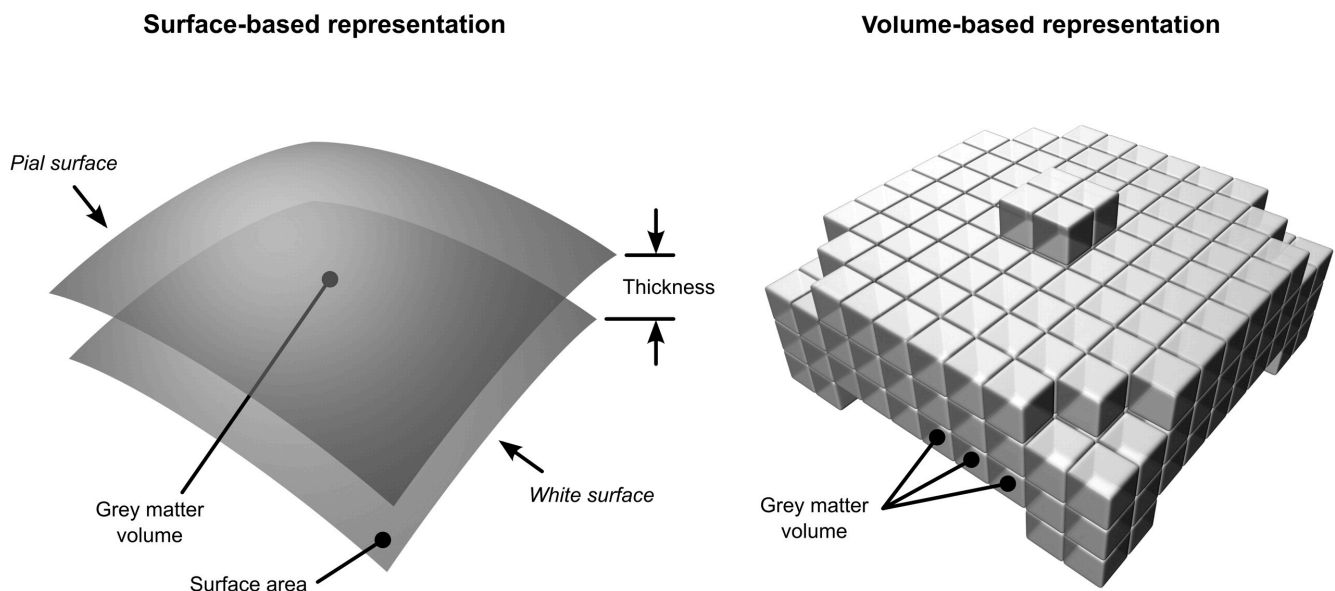 Surface-based representation
Volume-based representation
Pial surface
Thickness
White surface
Grey matter
volume
Surface area
Grey matter
volume